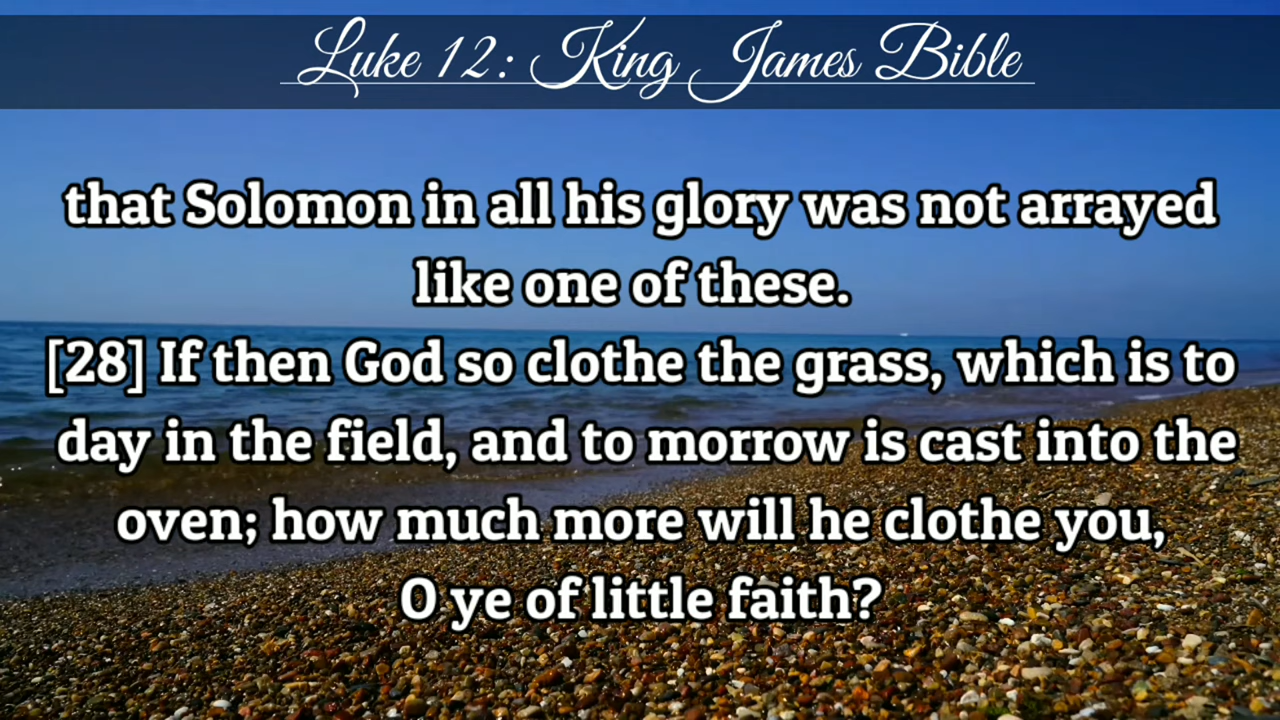 Luke 12: King James Bible
that Solomon in all his glory was not arrayed
like one of these.
[28] If then God so clothe the grass, which is to
day in the field, and to morrow is cast into the
oven; how much more will he clothe you,
O ye of little faith?